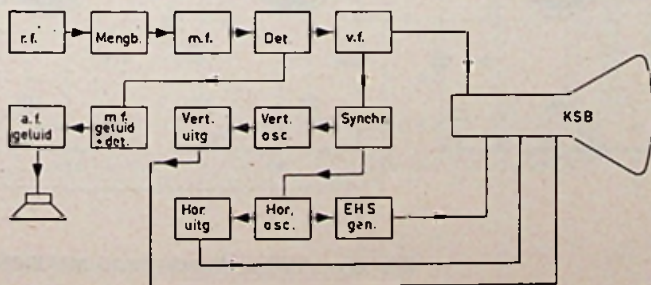 r.f.
Mengb.
m.f.
Det.
v.f.
KSB
a.f.
geluid
m.f.
geluid
+ det.
Vert.
uitg
Vert.
osc.
Synchr.
Hor.
uitg
Hor.
osc.
EHS
gen.